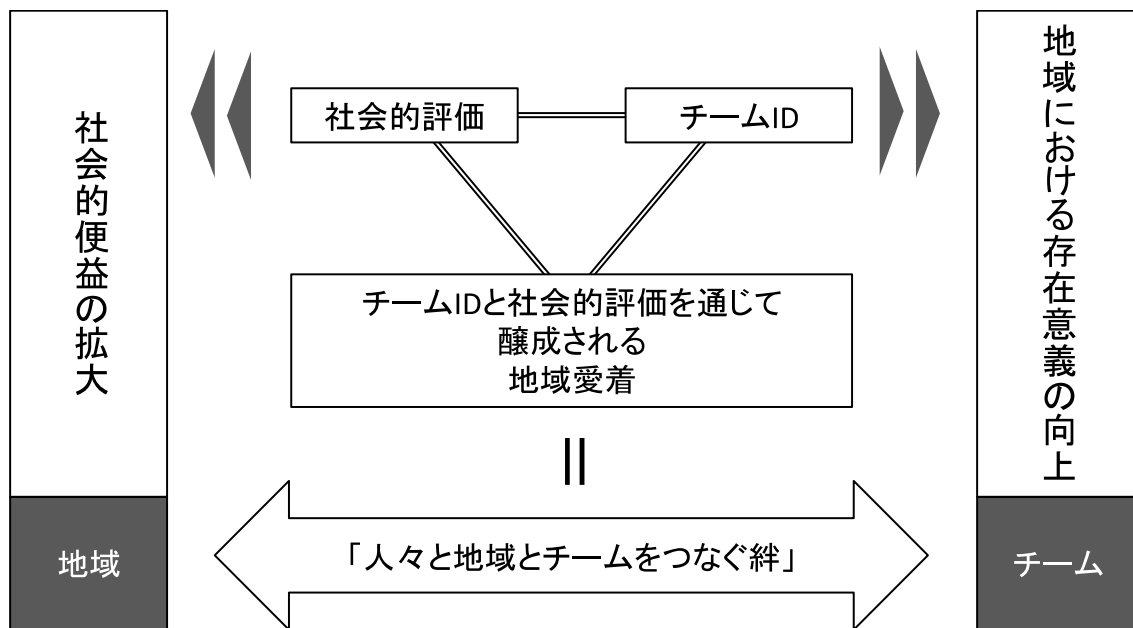 社会的便益の拡大
地域
社会的評価
チームID
チームIDと社会的評価を通じて
醸成される
地域愛着
「人々と地域とチームをつなぐ絆」
地域における存在意義の向上
チーム